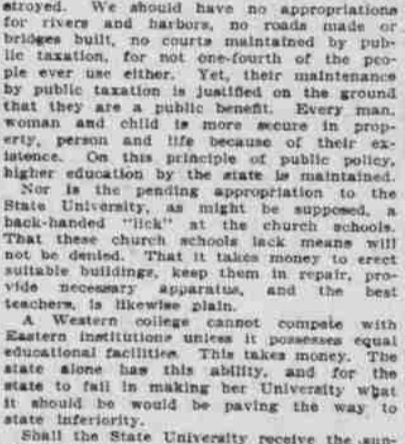 stroyed. We should have no appropriations
for rivers and harbors, no roads made or
bridges built, no courts maintained by pub-
lic taxation, for not one-fourth of the peo-
ple ever use either. Yet, their maintenance
by public taxation is justified on the ground
that they are a public benefit. Every man,
woman and child is more secure in prop-
erty, person and life because of their ex-
istence. On this principle of public policy,
higher education by the state is maintained.
Nor is the pending appropriation to the
State University, as might be supposed, a
back-handed "lick" at the church schools.
That these church schools lack means will
not be denied. That it takes money to erect
suitable buildings, keep them in repair, pro-
vide necessary apparatus, and the best
teachers, is likewise plain.
A Western college cannot compete with
Eastern institutions unless it possesses equal
educational facilities. This takes money. The
state alone has this ability, and for the
state to fail in making her University what
it should be would be paving the way to
state inferiority.
Shall the State University receive the sup-